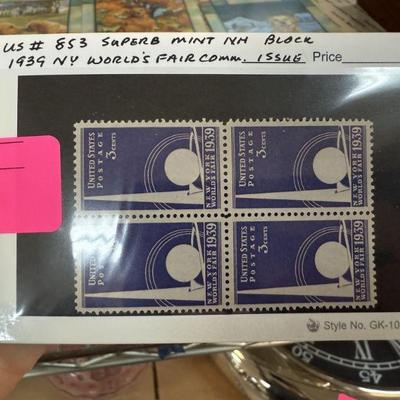 US# 853 SUPERB MINT NH BLOCK
1939 NY WORLD'S FAIR COMM. ISSUE Price
UNITED STATES
POSTAGE
3 CENTS
NEW YORK 1939
WORLD'S FAIR
UNITED STATES
POSTAGE
3 CENTS
NEW YORK 1939
WORLD'S FAIR
UNITED STATES
POSTAGE
3 CENTS
NEW YORK 1939
WORLD'S FAIR
UNITED STATES
POSTAGE
3 CENTS
NEW YORK 1939
WORLD'S FAIR
Style No. GK-10